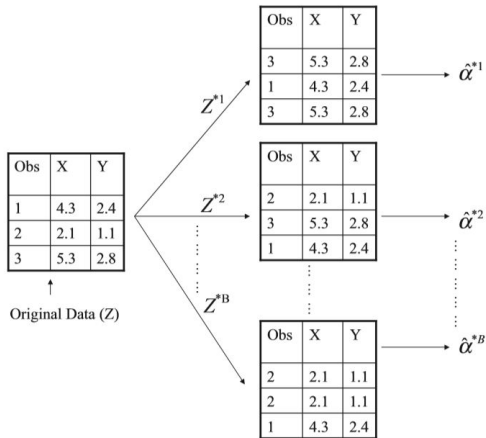 Obs X Y
3 5.3 2.8
1 4.3 2.4
3 5.3 2.8
α̂*1
Z*1
Obs X Y
1 4.3 2.4
2 2.1 1.1
3 5.3 2.8
Original Data (Z)
Z*2
Obs X Y
2 2.1 1.1
3 5.3 2.8
1 4.3 2.4
α̂*2
Z*B
Obs X Y
2 2.1 1.1
2 2.1 1.1
1 4.3 2.4
α̂*B